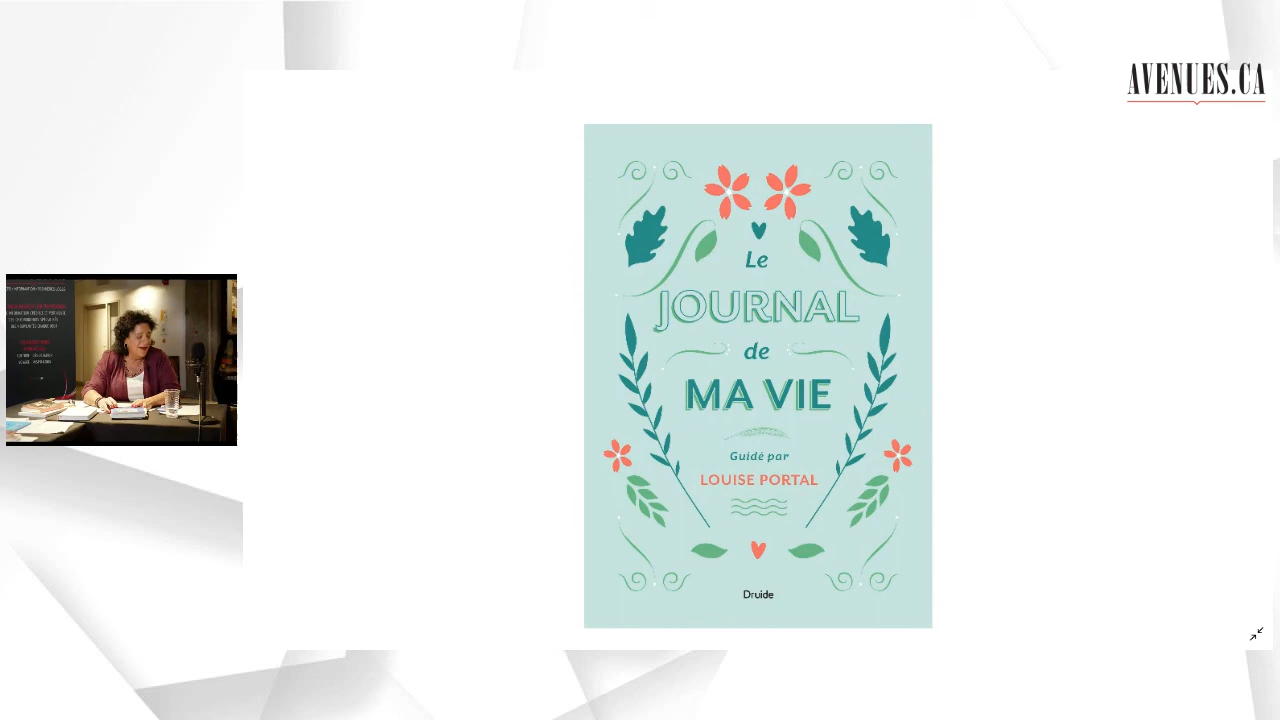 AVENUES.CA
Le
JOURNAL
de
MA VIE
Guidé par
LOUISE PORTAL
Druide